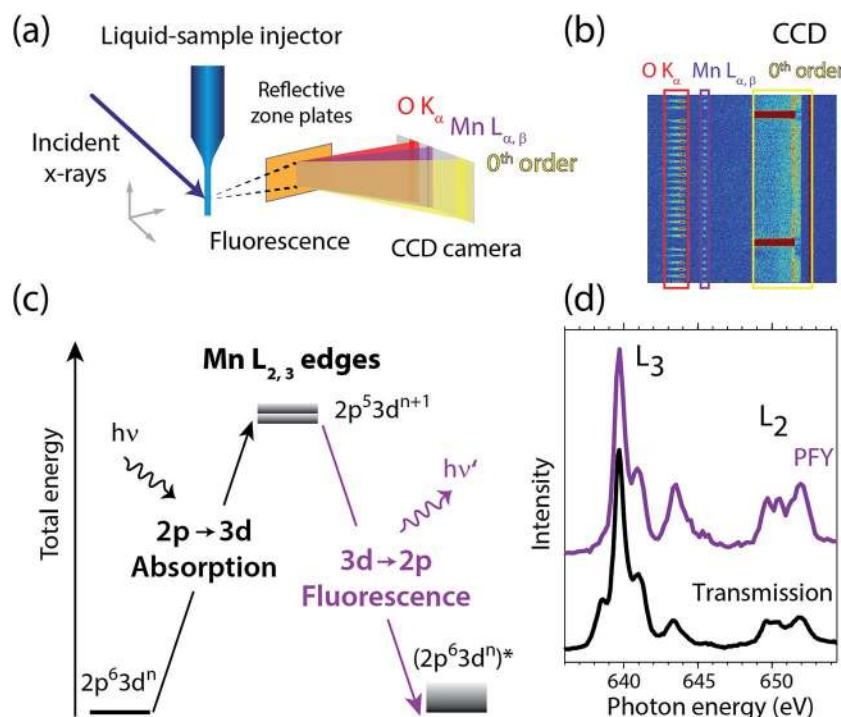 (a)
Liquid-sample injector
Reflective
zone plates
O Kα
Mn Lα,β
0th order
Incident
x-rays
Fluorescence
CCD camera
(b)
CCD
O Kα
Mn Lα,β
0th order
(c)
Mn L2,3 edges
Total energy
2p53dn+1
hν
hν'
2p→3d
Absorption
3d→2p
Fluorescence
2p63dn
(2p63dn)*
(d)
L3
L2
PFY
Transmission
Intensity
640
645
650
Photon energy (eV)